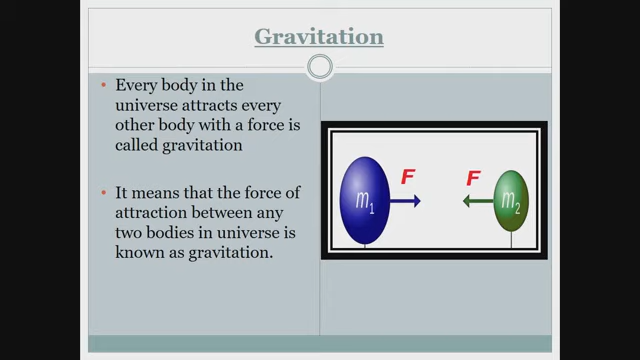 Gravitation
• Every body in the
universe attracts every
other body with a force is
called gravitation
• It means that the force of
attraction between any
two bodies in universe is
known as gravitation.
F F
m1 m2